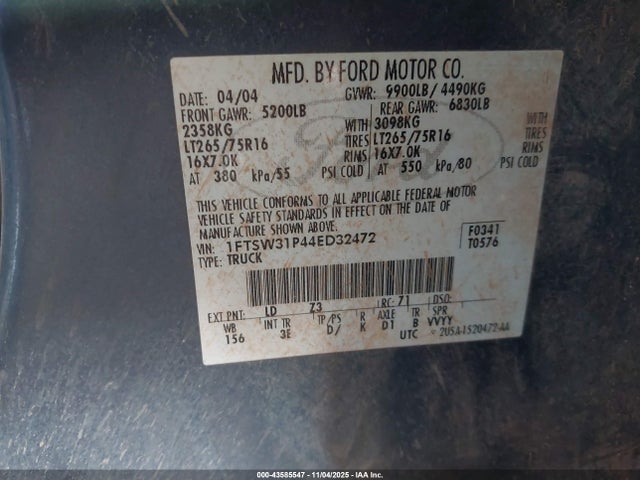 MFD. BY FORD MOTOR CO.
DATE: 04/04 GVWR: 9900LB/ 4490KG
FRONT GAWR: 5200LB REAR GAWR: 6830LB
2358KG WITH 3098KG WITH
LT265/75R16 TIRES LT265/75R16 TIRES
16X7.0K RIMS 16X7.0K RIMS
AT 380 kPa/55 PSI COLD AT 550 kPa/80 PSI COLD
THIS VEHICLE CONFORMS TO ALL APPLICABLE FEDERAL MOTOR
VEHICLE SAFETY STANDARDS IN EFFECT ON THE DATE OF
MANUFACTURE SHOWN ABOVE.
VIN: 1FTSW31P44ED32472 F0341
TYPE: TRUCK T0576
EXT PNT: LD Z3 RC: 71 DSO:
WB INT TR TP/PS R AXLE TR SPR
156 3E D/ K D1 B VVYY
UTC 2U5A-1520472-AA
Ford
000-43585547 - 11/04/2025 - IAA Inc.